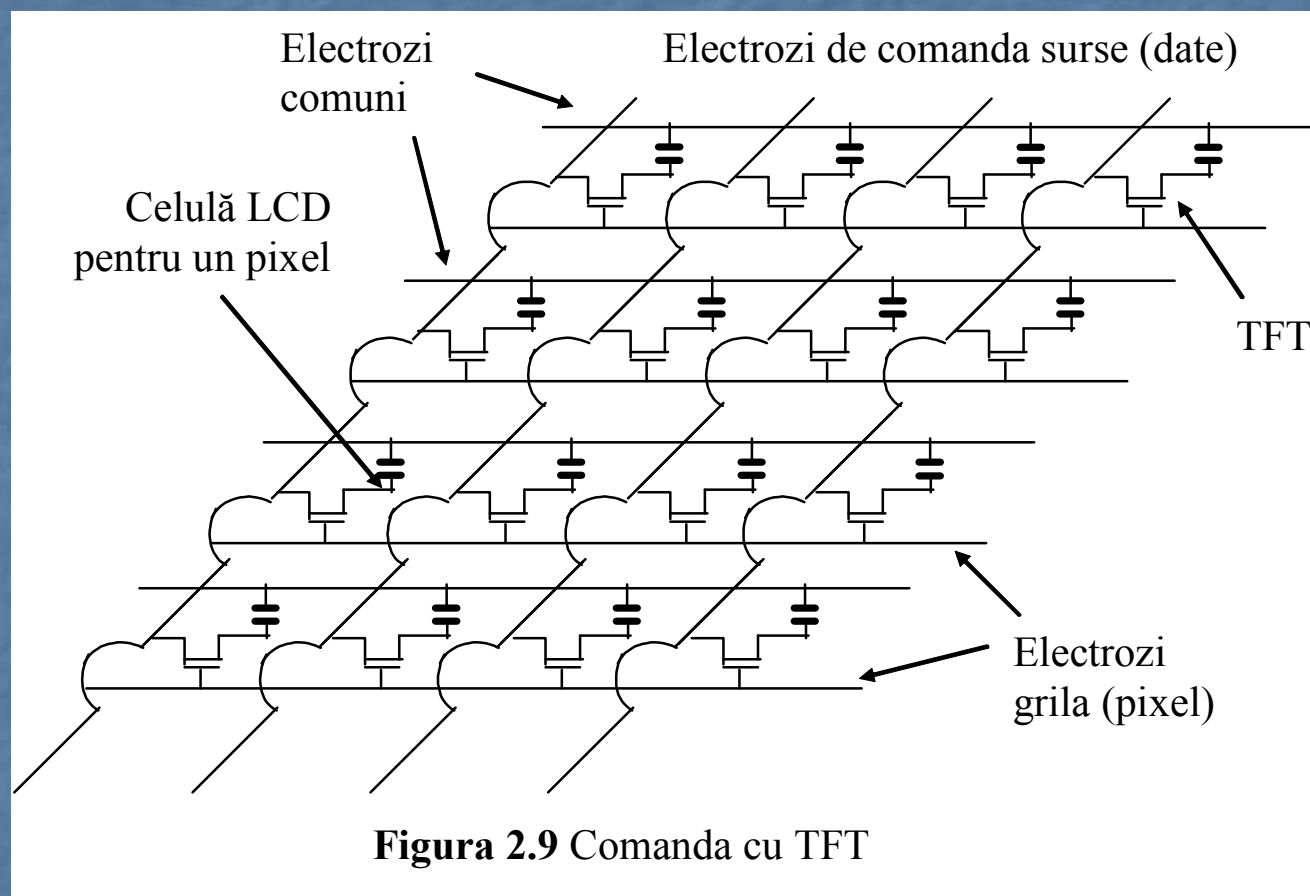 Electrozi
comuni
Electrozi de comanda surse (date)
Celulă LCD
pentru un pixel
TFT
Electrozi
grila (pixel)
Figura 2.9 Comanda cu TFT